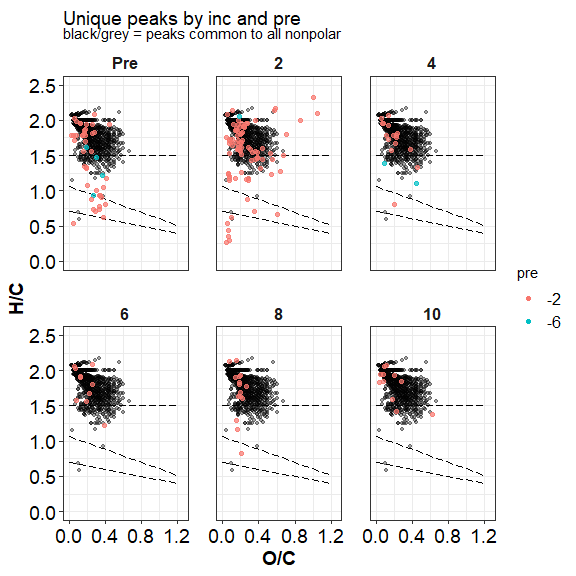 Unique peaks by inc and pre
black/grey = peaks common to all nonpolar
Pre
2
4
2.5
2.0
1.5
1.0
0.5
0.0
H/C
pre
-2
-6
6
8
10
2.5
2.0
1.5
1.0
0.5
0.0
0.0 0.4 0.8 1.2
0.0 0.4 0.8 1.2
0.0 0.4 0.8 1.2
O/C